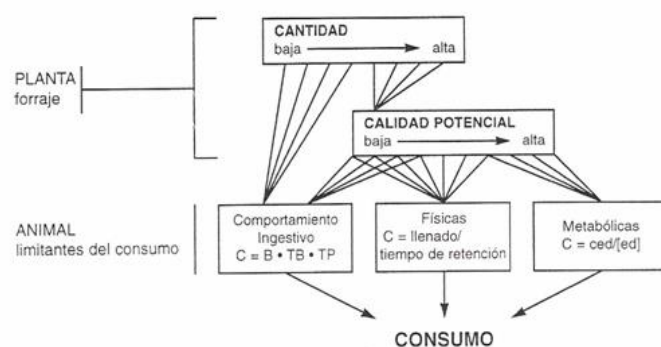 CANTIDAD
baja alta
PLANTA
forraje
CALIDAD POTENCIAL
baja alta
ANIMAL
limitantes del consumo
Comportamiento
Ingestivo
C = B • TB • TP
Físicas
C = llenado/
tiempo de retención
Metabólicas
C = ced/[ed]
CONSUMO